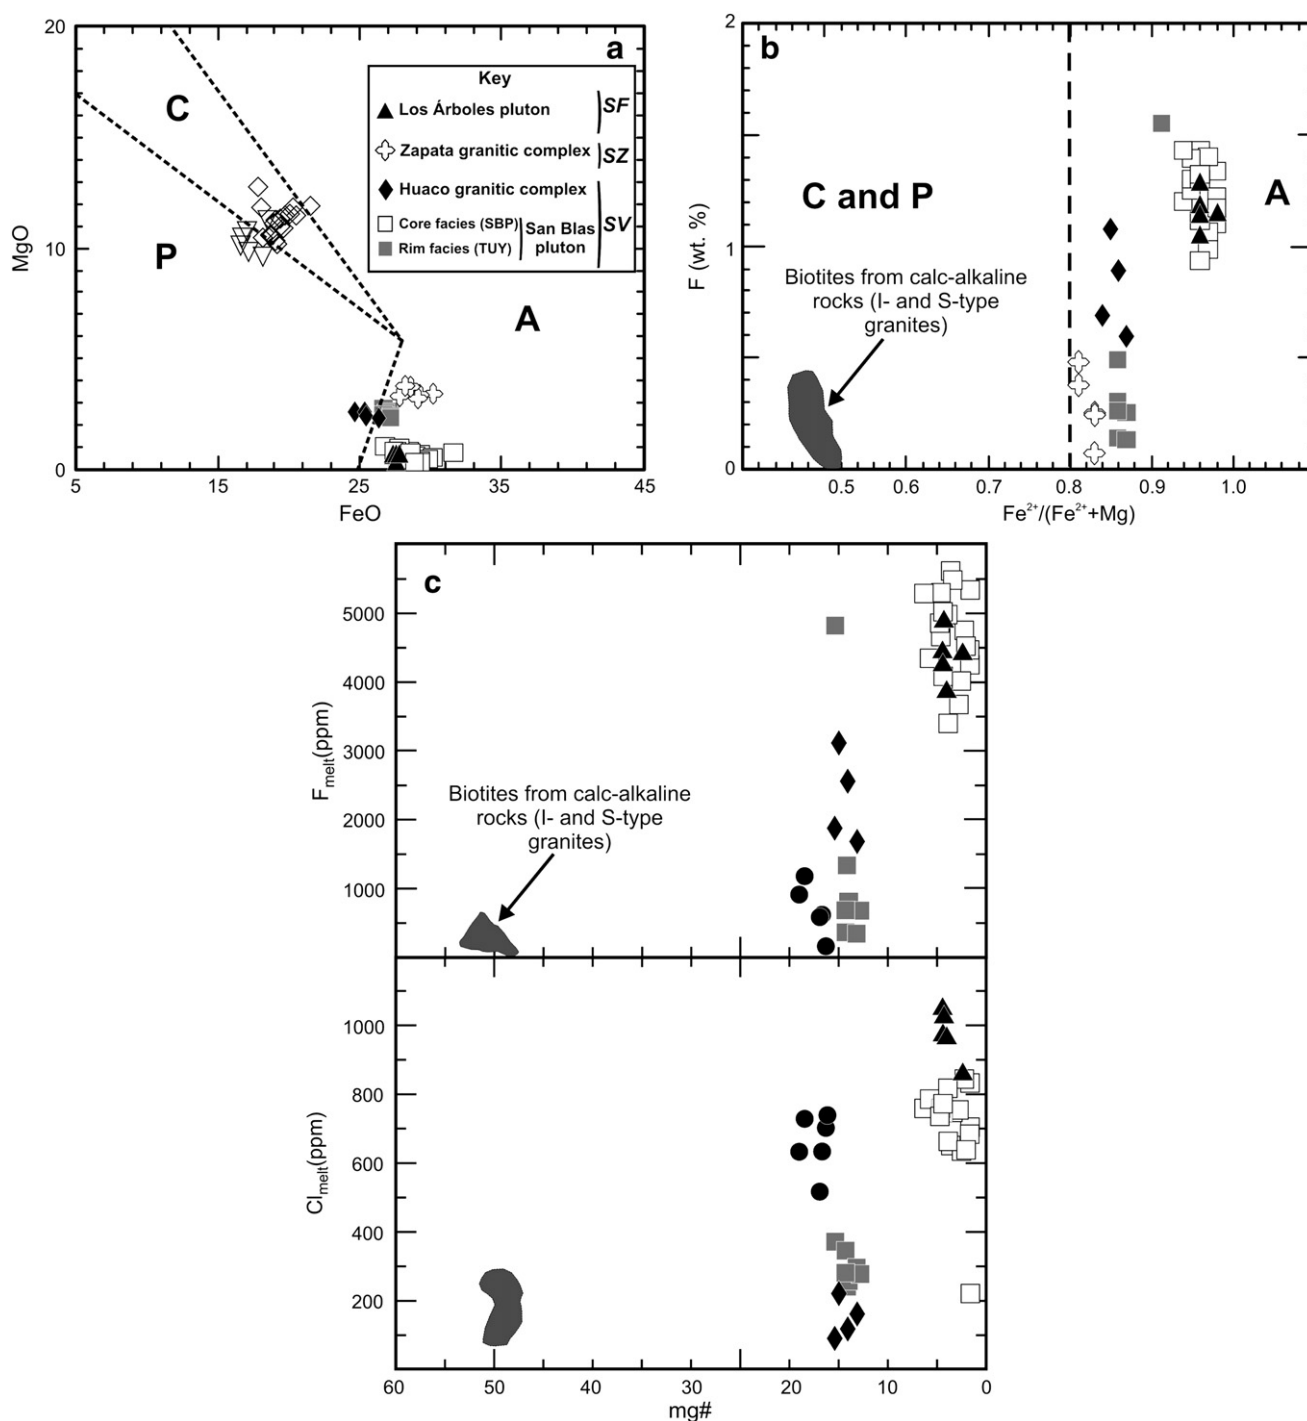 a
20
15
10
5
0
MgO
5
15
25
35
45
FeO
C
P
A
Key
Los Árboles pluton
SF
Zapata granitic complex
SZ
Huaco granitic complex
Core facies (SBP)
Rim facies (TUY)
San Blas
pluton
SV
b
2
1
0
F (wt. %)
C and P
A
Biotites from calc-alkaline
rocks (I- and S-type
granites)
0.5
0.6
0.7
0.8
0.9
1.0
Fe²⁺/(Fe²⁺+Mg)
c
5000
4000
3000
2000
1000
Fmelt(ppm)
Biotites from calc-alkaline
rocks (I- and S-type
granites)
1000
800
600
400
200
Clmelt(ppm)
60
50
40
30
20
10
0
mg#